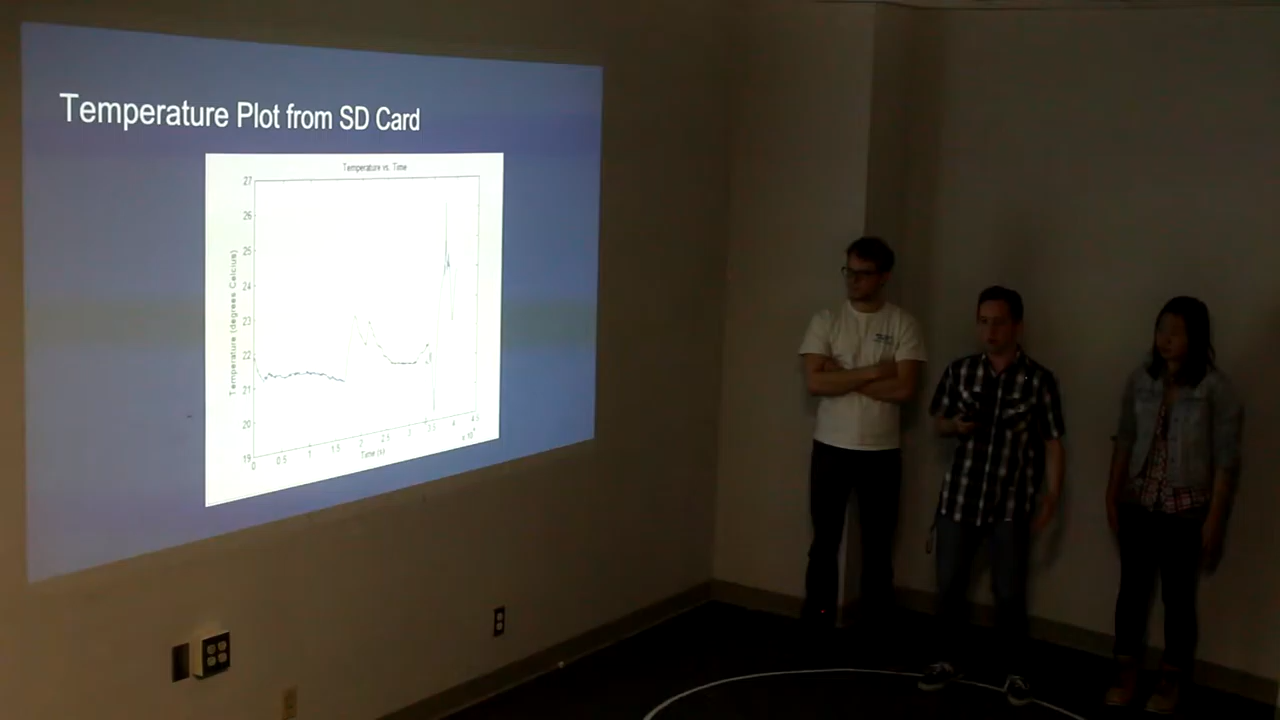 Temperature Plot from SD Card
Temperature vs. Time
27
26
25
24
23
22
21
20
19
Temperature (degrees Celcius)
0 0.5 1 1.5 2 2.5 3 3.5 4 4.5
x 10
Time (s)